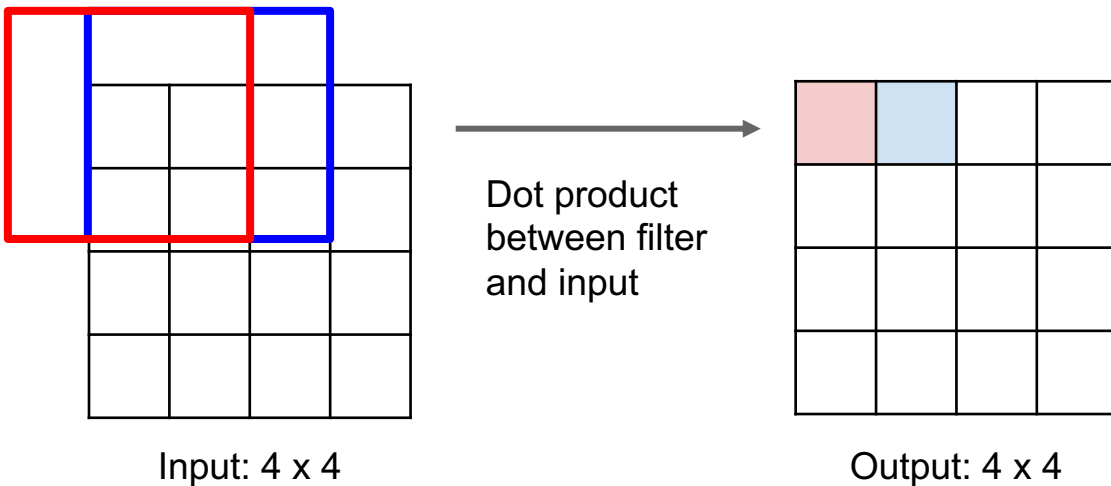 Dot product
between filter
and input
Input: 4 x 4
Output: 4 x 4